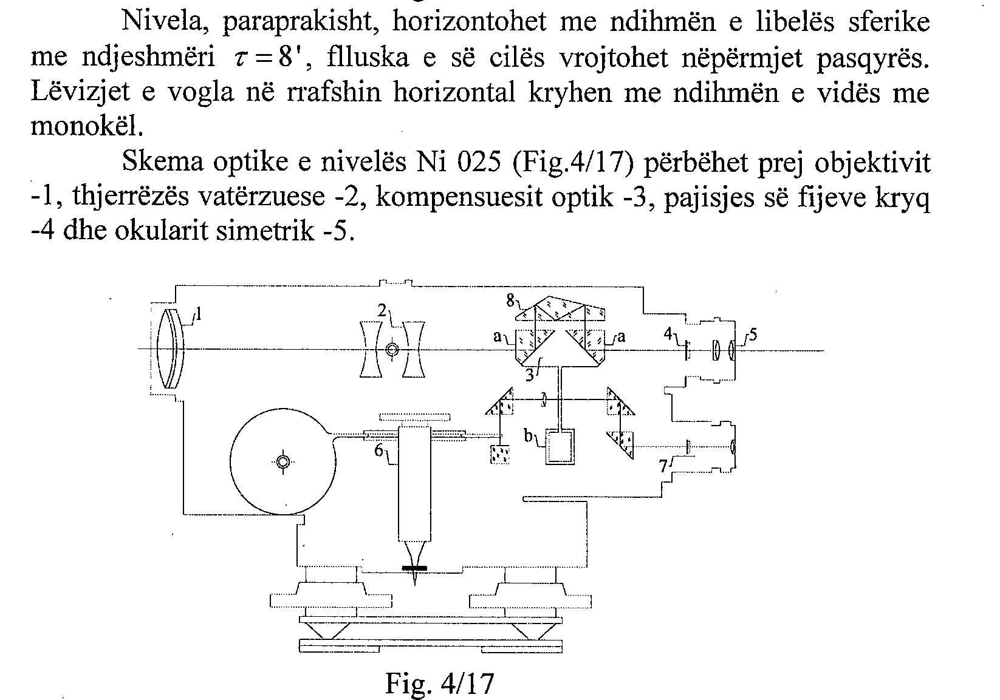 Nivela, paraprakisht, horizontohet me ndihmën e libelës sferike
me ndjeshmëri τ = 8', flluska e së cilës vrojtohet nëpërmjet pasqyrës.
Lëvizjet e vogla në rrafshin horizontal kryhen me ndihmën e vidës me
monokël.
Skema optike e nivelës Ni 025 (Fig.4/17) përbëhet prej objektivit
-1, thjerrëzës vatërzuese -2, kompensuesit optik -3, pajisjes së fijeve kryq
-4 dhe okularit simetrik -5.
8
1
2
a
a
4
5
3
b
6
7
Fig. 4/17